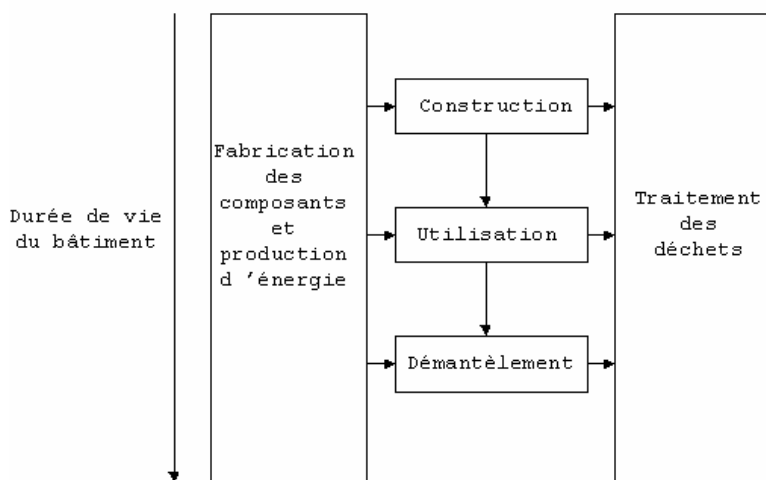 Durée de vie
du bâtiment
Fabrication
des
composants
et
production
d ’énergie
Construction
Utilisation
Démantèlement
Traitement
des
déchets